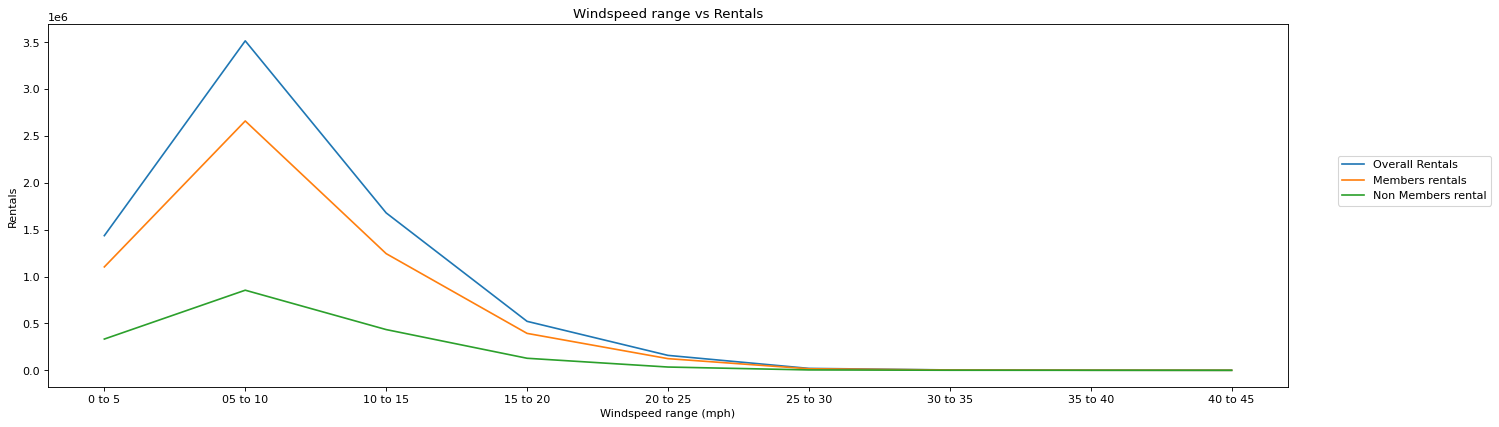 Windspeed range vs Rentals
1e6
3.5
3.0
2.5
2.0
1.5
1.0
0.5
0.0
Rentals
0 to 5 05 to 10 10 to 15 15 to 20 20 to 25 25 to 30 30 to 35 35 to 40 40 to 45
Windspeed range (mph)
Overall Rentals
Members rentals
Non Members rental